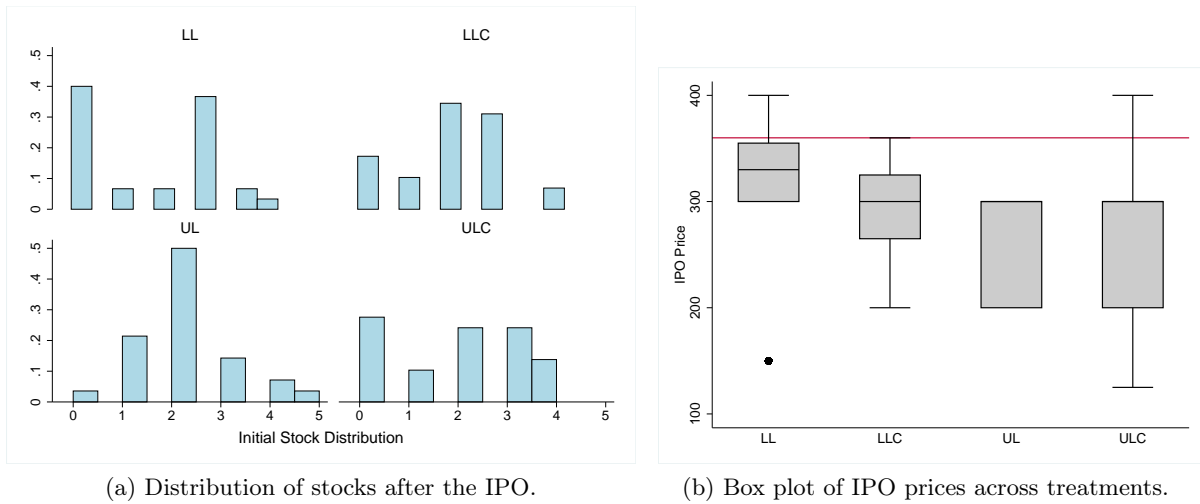 LL
LLC
.5
.4
.3
.2
.1
0
UL
ULC
.5
.4
.3
.2
.1
0
0 1 2 3 4 5 0 1 2 3 4 5
Initial Stock Distribution
(a) Distribution of stocks after the IPO.
400
300
200
100
IPO Price
LL LLC UL ULC
(b) Box plot of IPO prices across treatments.